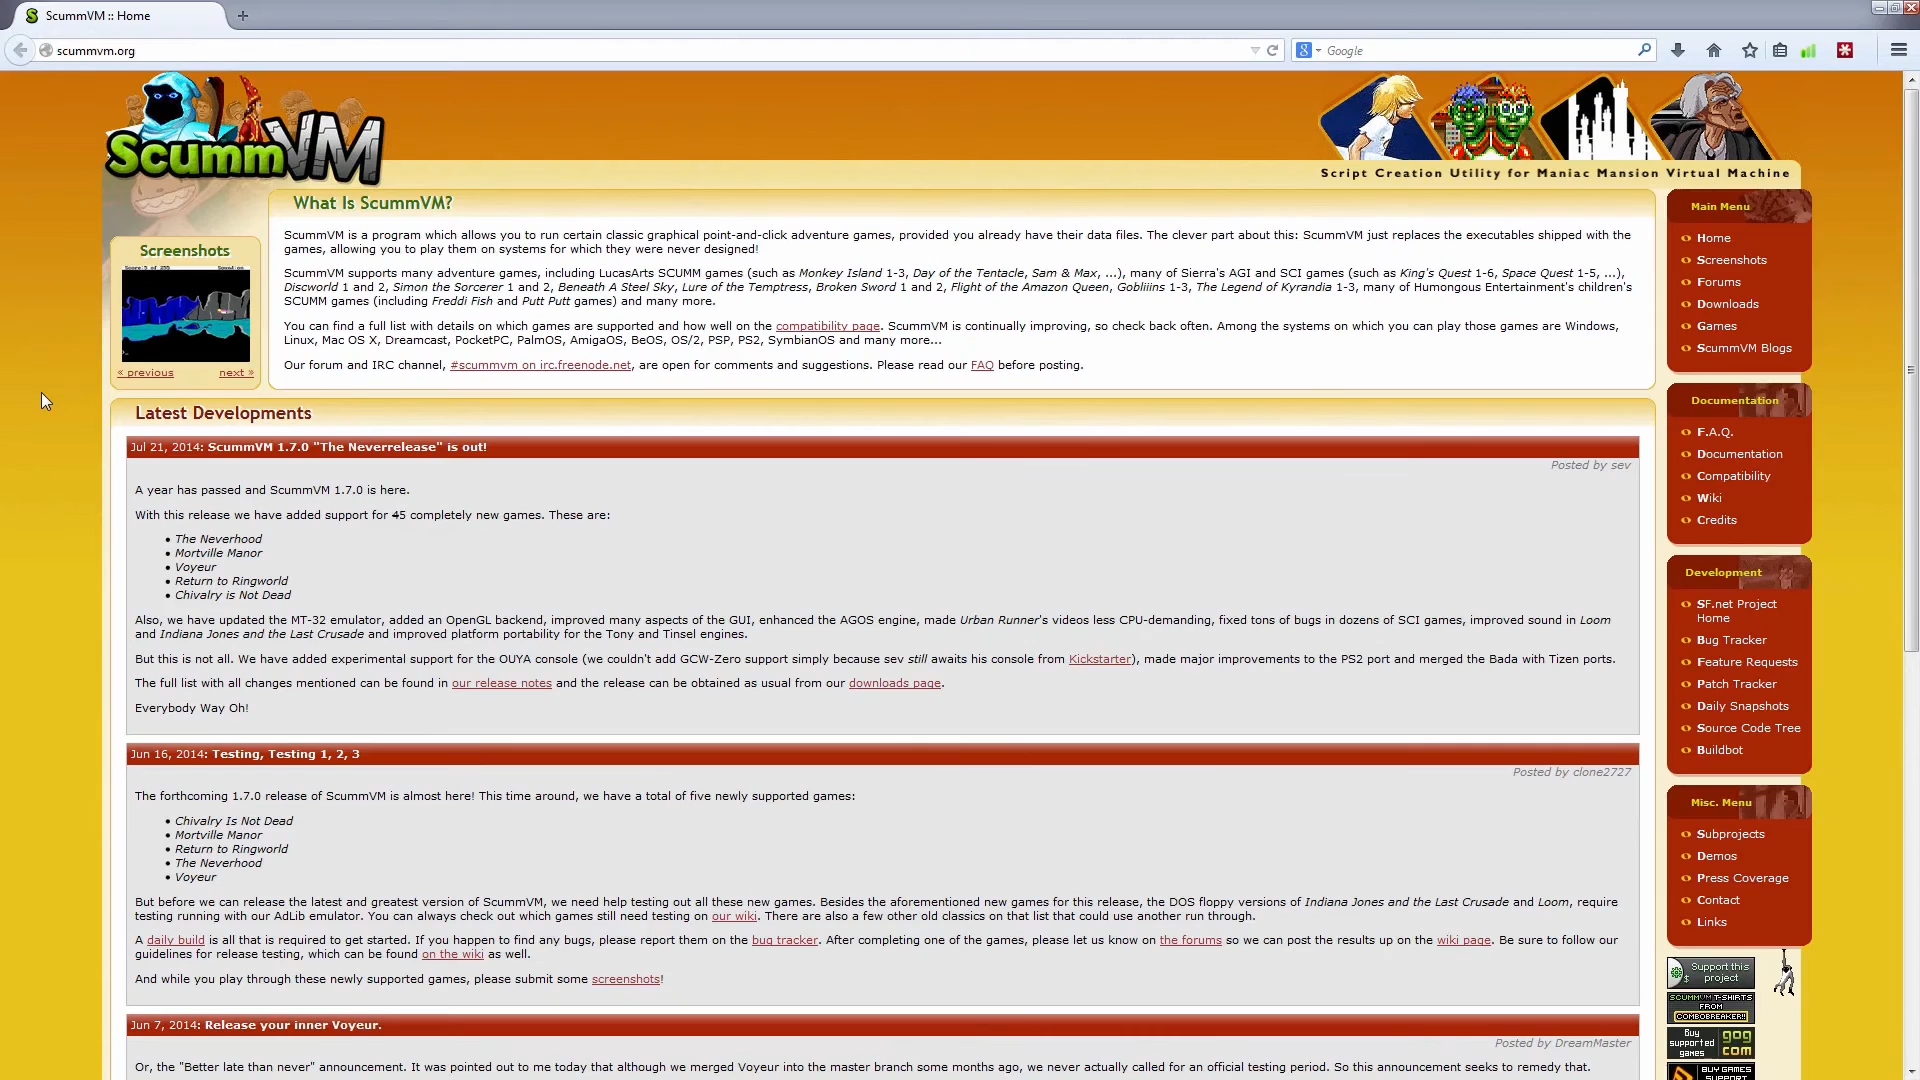 ScummVM :: Home
scummvm.org
Google
ScummVM
Script Creation Utility for Maniac Mansion Virtual Machine
What Is ScummVM?
ScummVM is a program which allows you to run certain classic graphical point-and-click adventure games, provided you already have their data files. The clever part about this: ScummVM just replaces the executables shipped with the
games, allowing you to play them on systems for which they were never designed!
ScummVM supports many adventure games, including LucasArts SCUMM games (such as Monkey Island 1-3, Day of the Tentacle, Sam & Max, ...), many of Sierra's AGI and SCI games (such as King's Quest 1-6, Space Quest 1-5, ...),
Discworld 1 and 2, Simon the Sorcerer 1 and 2, Beneath A Steel Sky, Lure of the Temptress, Broken Sword 1 and 2, Flight of the Amazon Queen, Gobliiins 1-3, The Legend of Kyrandia 1-3, many of Humongous Entertainment's children's
SCUMM games (including Freddi Fish and Putt Putt games) and many more.
You can find a full list with details on which games are supported and how well on the compatibility page. ScummVM is continually improving, so check back often. Among the systems on which you can play those games are Windows,
Linux, Mac OS X, Dreamcast, PocketPC, PalmOS, AmigaOS, BeOS, OS/2, PSP, PS2, SymbianOS and many more...
Our forum and IRC channel, #scummvm on irc.freenode.net, are open for comments and suggestions. Please read our FAQ before posting.
Screenshots
« previous
next »
Latest Developments
Jul 21, 2014: ScummVM 1.7.0 "The Neverrelease" is out!
Posted by sev
A year has passed and ScummVM 1.7.0 is here.
With this release we have added support for 45 completely new games. These are:
• The Neverhood
• Mortville Manor
• Voyeur
• Return to Ringworld
• Chivalry is Not Dead
Also, we have updated the MT-32 emulator, added an OpenGL backend, improved many aspects of the GUI, enhanced the AGOS engine, made Urban Runner's videos less CPU-demanding, fixed tons of bugs in dozens of SCI games, improved sound in Loom
and Indiana Jones and the Last Crusade and improved platform portability for the Tony and Tinsel engines.
But this is not all. We have added experimental support for the OUYA console (we couldn't add GCW-Zero support simply because sev still awaits his console from Kickstarter), made major improvements to the PS2 port and merged the Bada with Tizen ports.
The full list with all changes mentioned can be found in our release notes and the release can be obtained as usual from our downloads page.
Everybody Way Oh!
Jun 16, 2014: Testing, Testing 1, 2, 3
Posted by clone2727
The forthcoming 1.7.0 release of ScummVM is almost here! This time around, we have a total of five newly supported games:
• Chivalry Is Not Dead
• Mortville Manor
• Return to Ringworld
• The Neverhood
• Voyeur
But before we can release the latest and greatest version of ScummVM, we need help testing out all these new games. Besides the aforementioned new games for this release, the DOS floppy versions of Indiana Jones and the Last Crusade and Loom, require
testing running with our AdLib emulator. You can always check out which games still need testing on our wiki. There are also a few other old classics on that list that could use another run through.
A daily build is all that is required to get started. If you happen to find any bugs, please report them on the bug tracker. After completing one of the games, please let us know on the forums so we can post the results up on the wiki page. Be sure to follow our
guidelines for release testing, which can be found on the wiki as well.
And while you play through these newly supported games, please submit some screenshots!
Jun 7, 2014: Release your inner Voyeur.
Posted by DreamMaster
Or, the "Better late than never" announcement. It was pointed out to me today that although we merged Voyeur into the master branch some months ago, we never actually called for an official testing period. So this announcement seeks to remedy that.
Main Menu
Home
Screenshots
Forums
Downloads
Games
ScummVM Blogs
Documentation
F.A.Q.
Documentation
Compatibility
Wiki
Credits
Development
SF.net Project
Home
Bug Tracker
Feature Requests
Patch Tracker
Daily Snapshots
Source Code Tree
Buildbot
Misc. Menu
Subprojects
Demos
Press Coverage
Contact
Links
Support this
project
SCUMMVM T-SHIRTS
FROM
COMBOBREAKER!!
Buy
supported
games
gog
com
BUY GAMES
SUPPORT